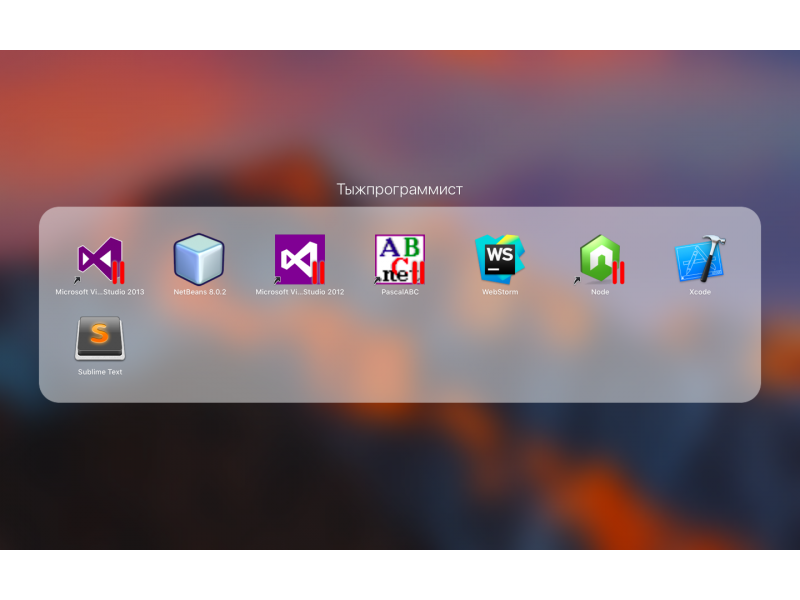 Тыжпрограммист
Microsoft Vi...Studio 2013
NetBeans 8.0.2
Microsoft Vi...Studio 2012
AB
C
.net
PascalABC
WS
WebStorm
Node
Xcode
S
Sublime Text